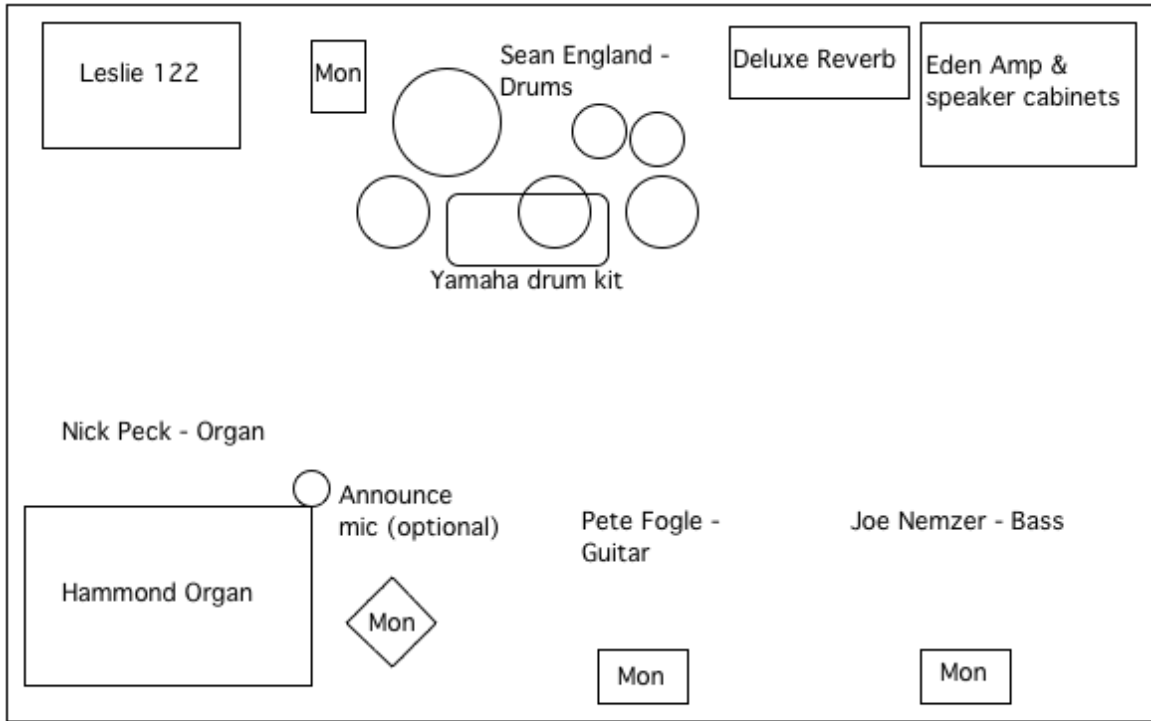 Leslie 122
Mon
Sean England -
Drums
Deluxe Reverb
Eden Amp &
speaker cabinets
Yamaha drum kit
Nick Peck - Organ
Announce
mic (optional)
Pete Fogle -
Guitar
Joe Nemzer - Bass
Hammond Organ
Mon
Mon
Mon